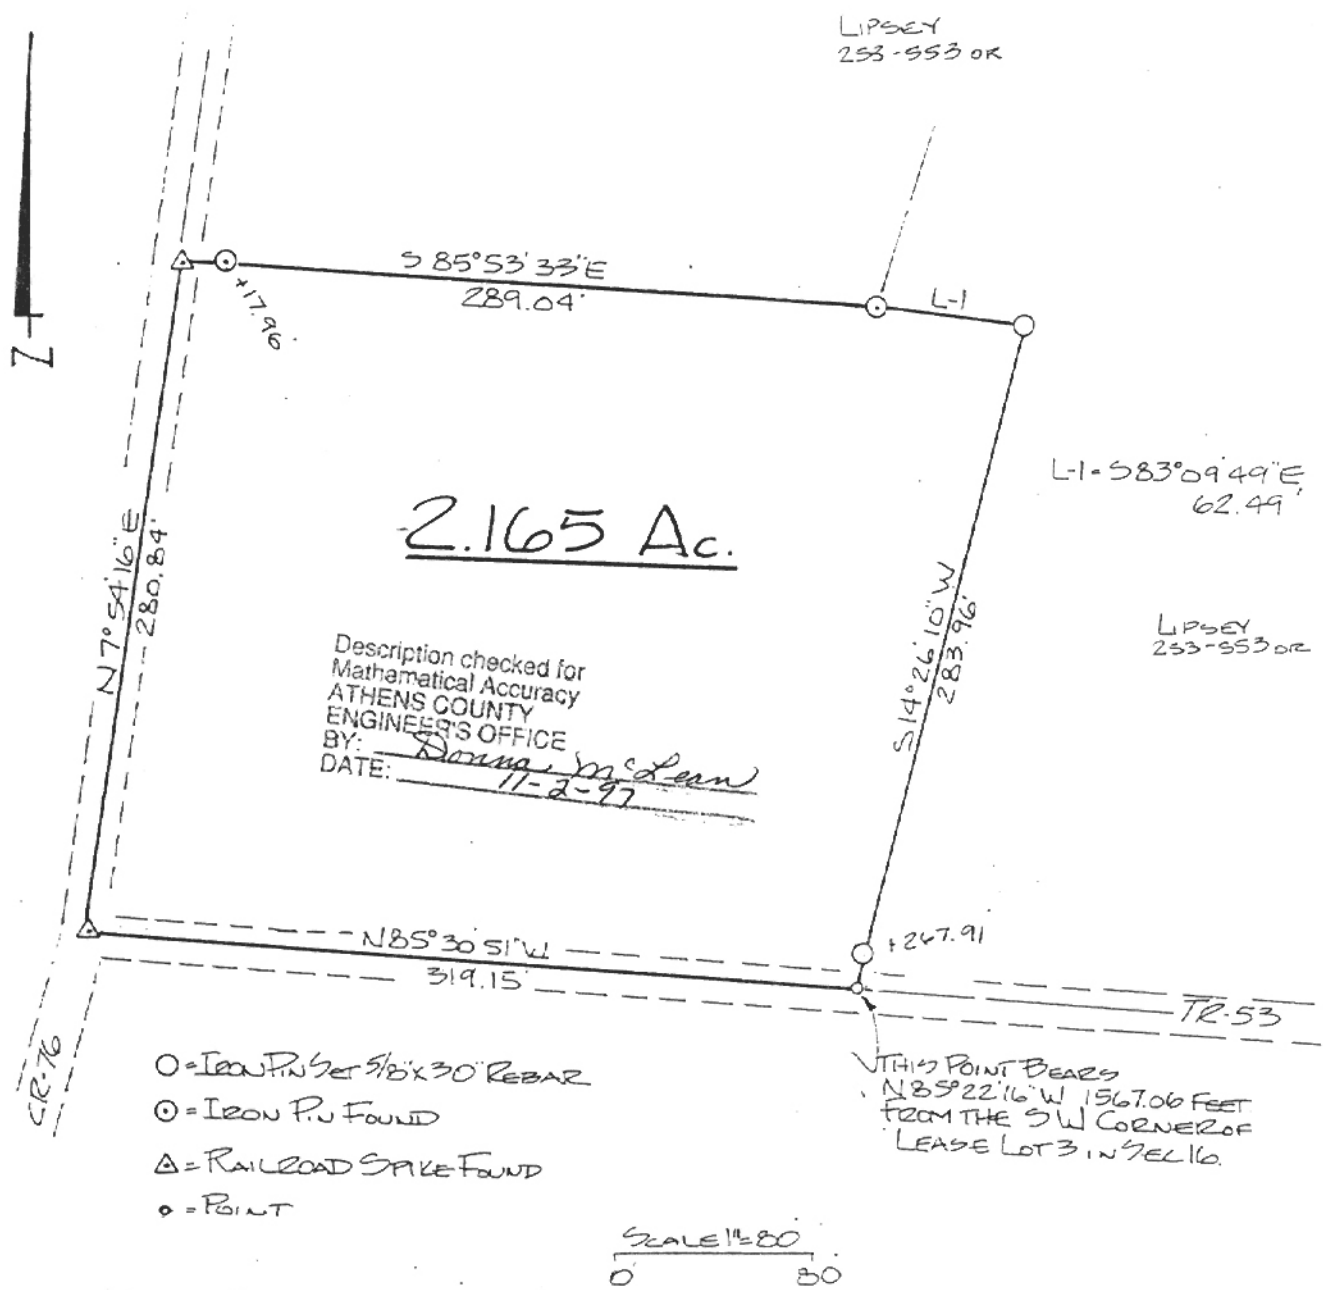 LIPSEY
253-553 OR
S 85°53'33"E
289.04'
+17.96'
L-1
L-1 = S83°09'49"E
62.49'
2.165 Ac.
N 7°54'16"E
280.84'
S 14°26'10"W
283.96'
LIPSEY
253-553 OR
Description checked for
Mathematical Accuracy
ATHENS COUNTY
ENGINEER'S OFFICE
BY: Donna McLean
DATE: 11-2-97
+267.91
N85°30'51"W
319.15'
TR-53
CR-76
THIS POINT BEARS
N85°22'16"W 1567.06 FEET
FROM THE SW CORNER OF
LEASE LOT 3 IN SEC 16.
O = IRON PIN SET 5/8"x30" REBAR
⊙ = IRON PIN FOUND
△ = RAILROAD SPIKE FOUND
o = POINT
SCALE 1"=80'
0 80
N